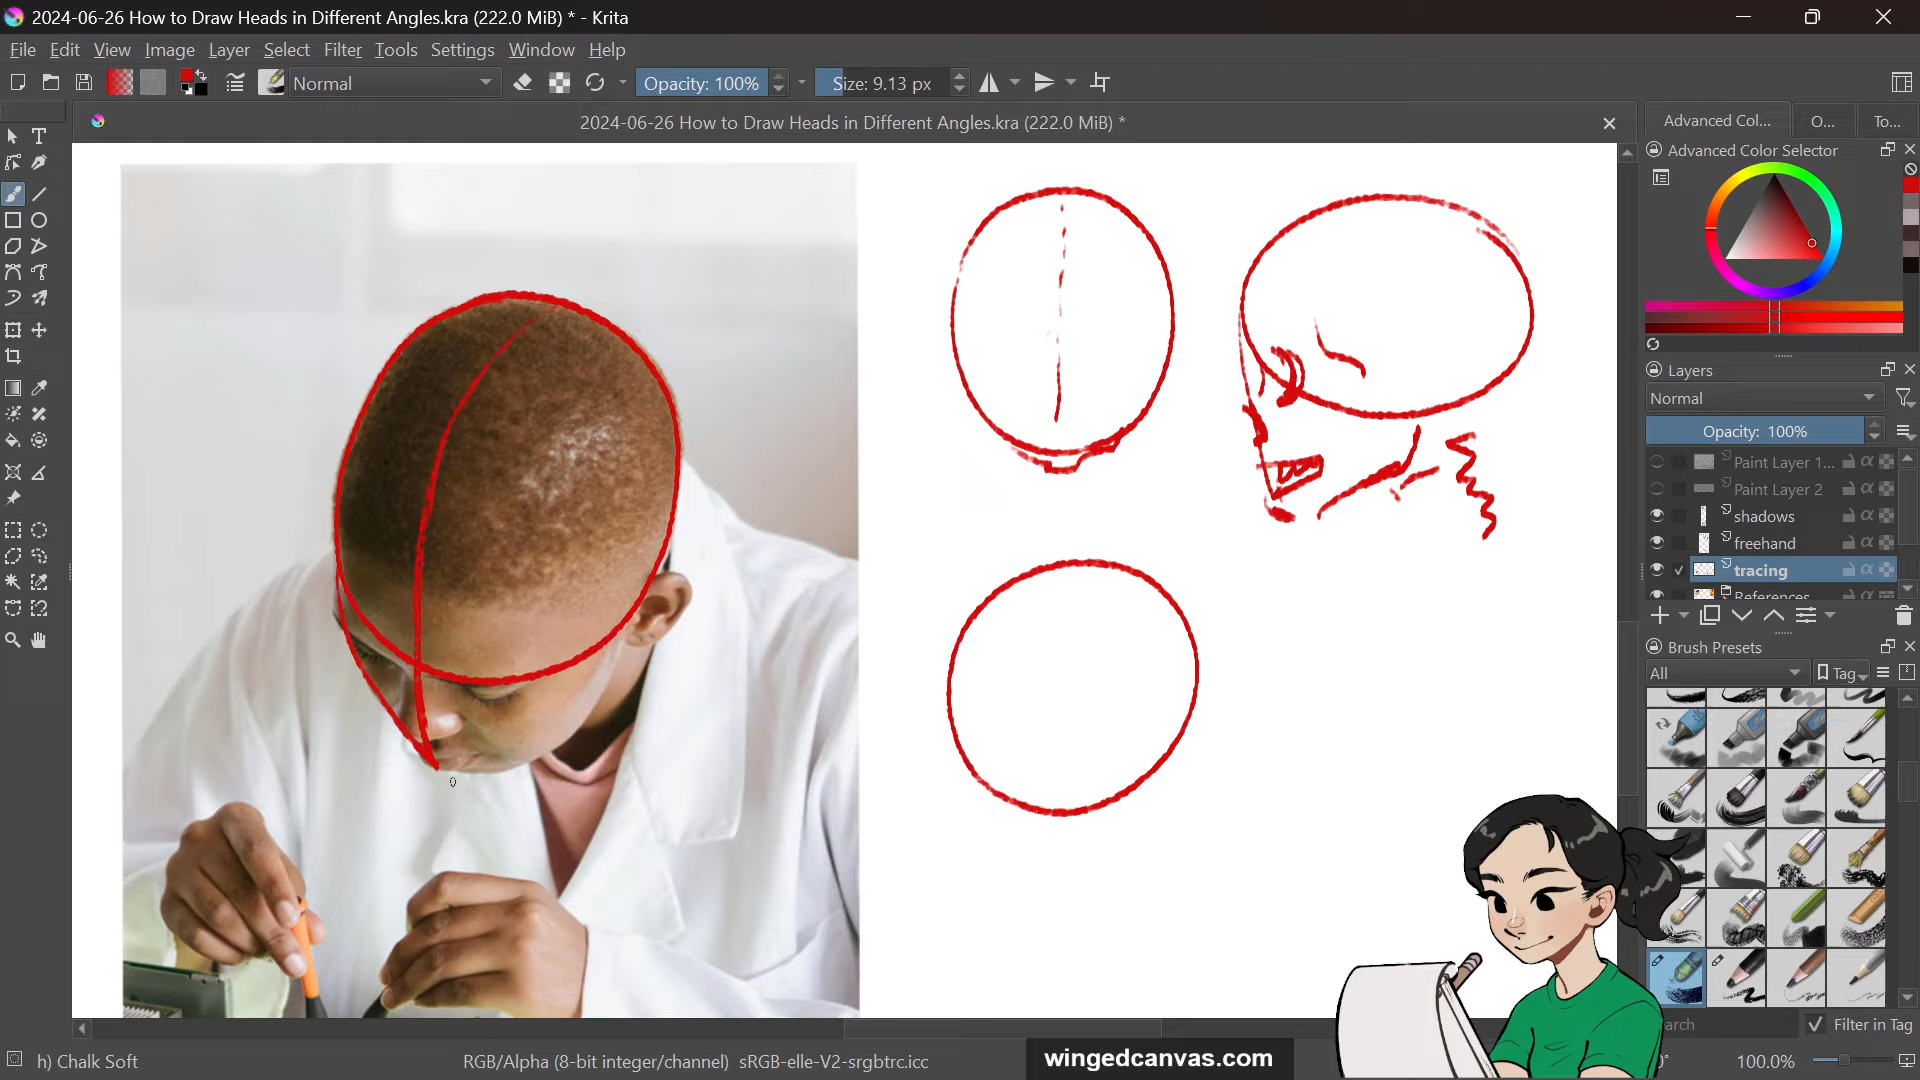 2024-06-26 How to Draw Heads in Different Angles.kra (222.0 MiB) * - Krita
File Edit View Image Layer Select Filter Tools Settings Window Help
Normal
Opacity: 100%
Size: 9.13 px
2024-06-26 How to Draw Heads in Different Angles.kra (222.0 MiB) *
Advanced Col...
O...
To...
Advanced Color Selector
Layers
Normal
Opacity: 100%
Paint Layer 1...
Paint Layer 2
shadows
freehand
tracing
References
Brush Presets
All
Tag
arch
Filter in Tag
h) Chalk Soft
RGB/Alpha (8-bit integer/channel) sRGB-elle-V2-srgbtrc.icc
wingedcanvas.com
100.0%